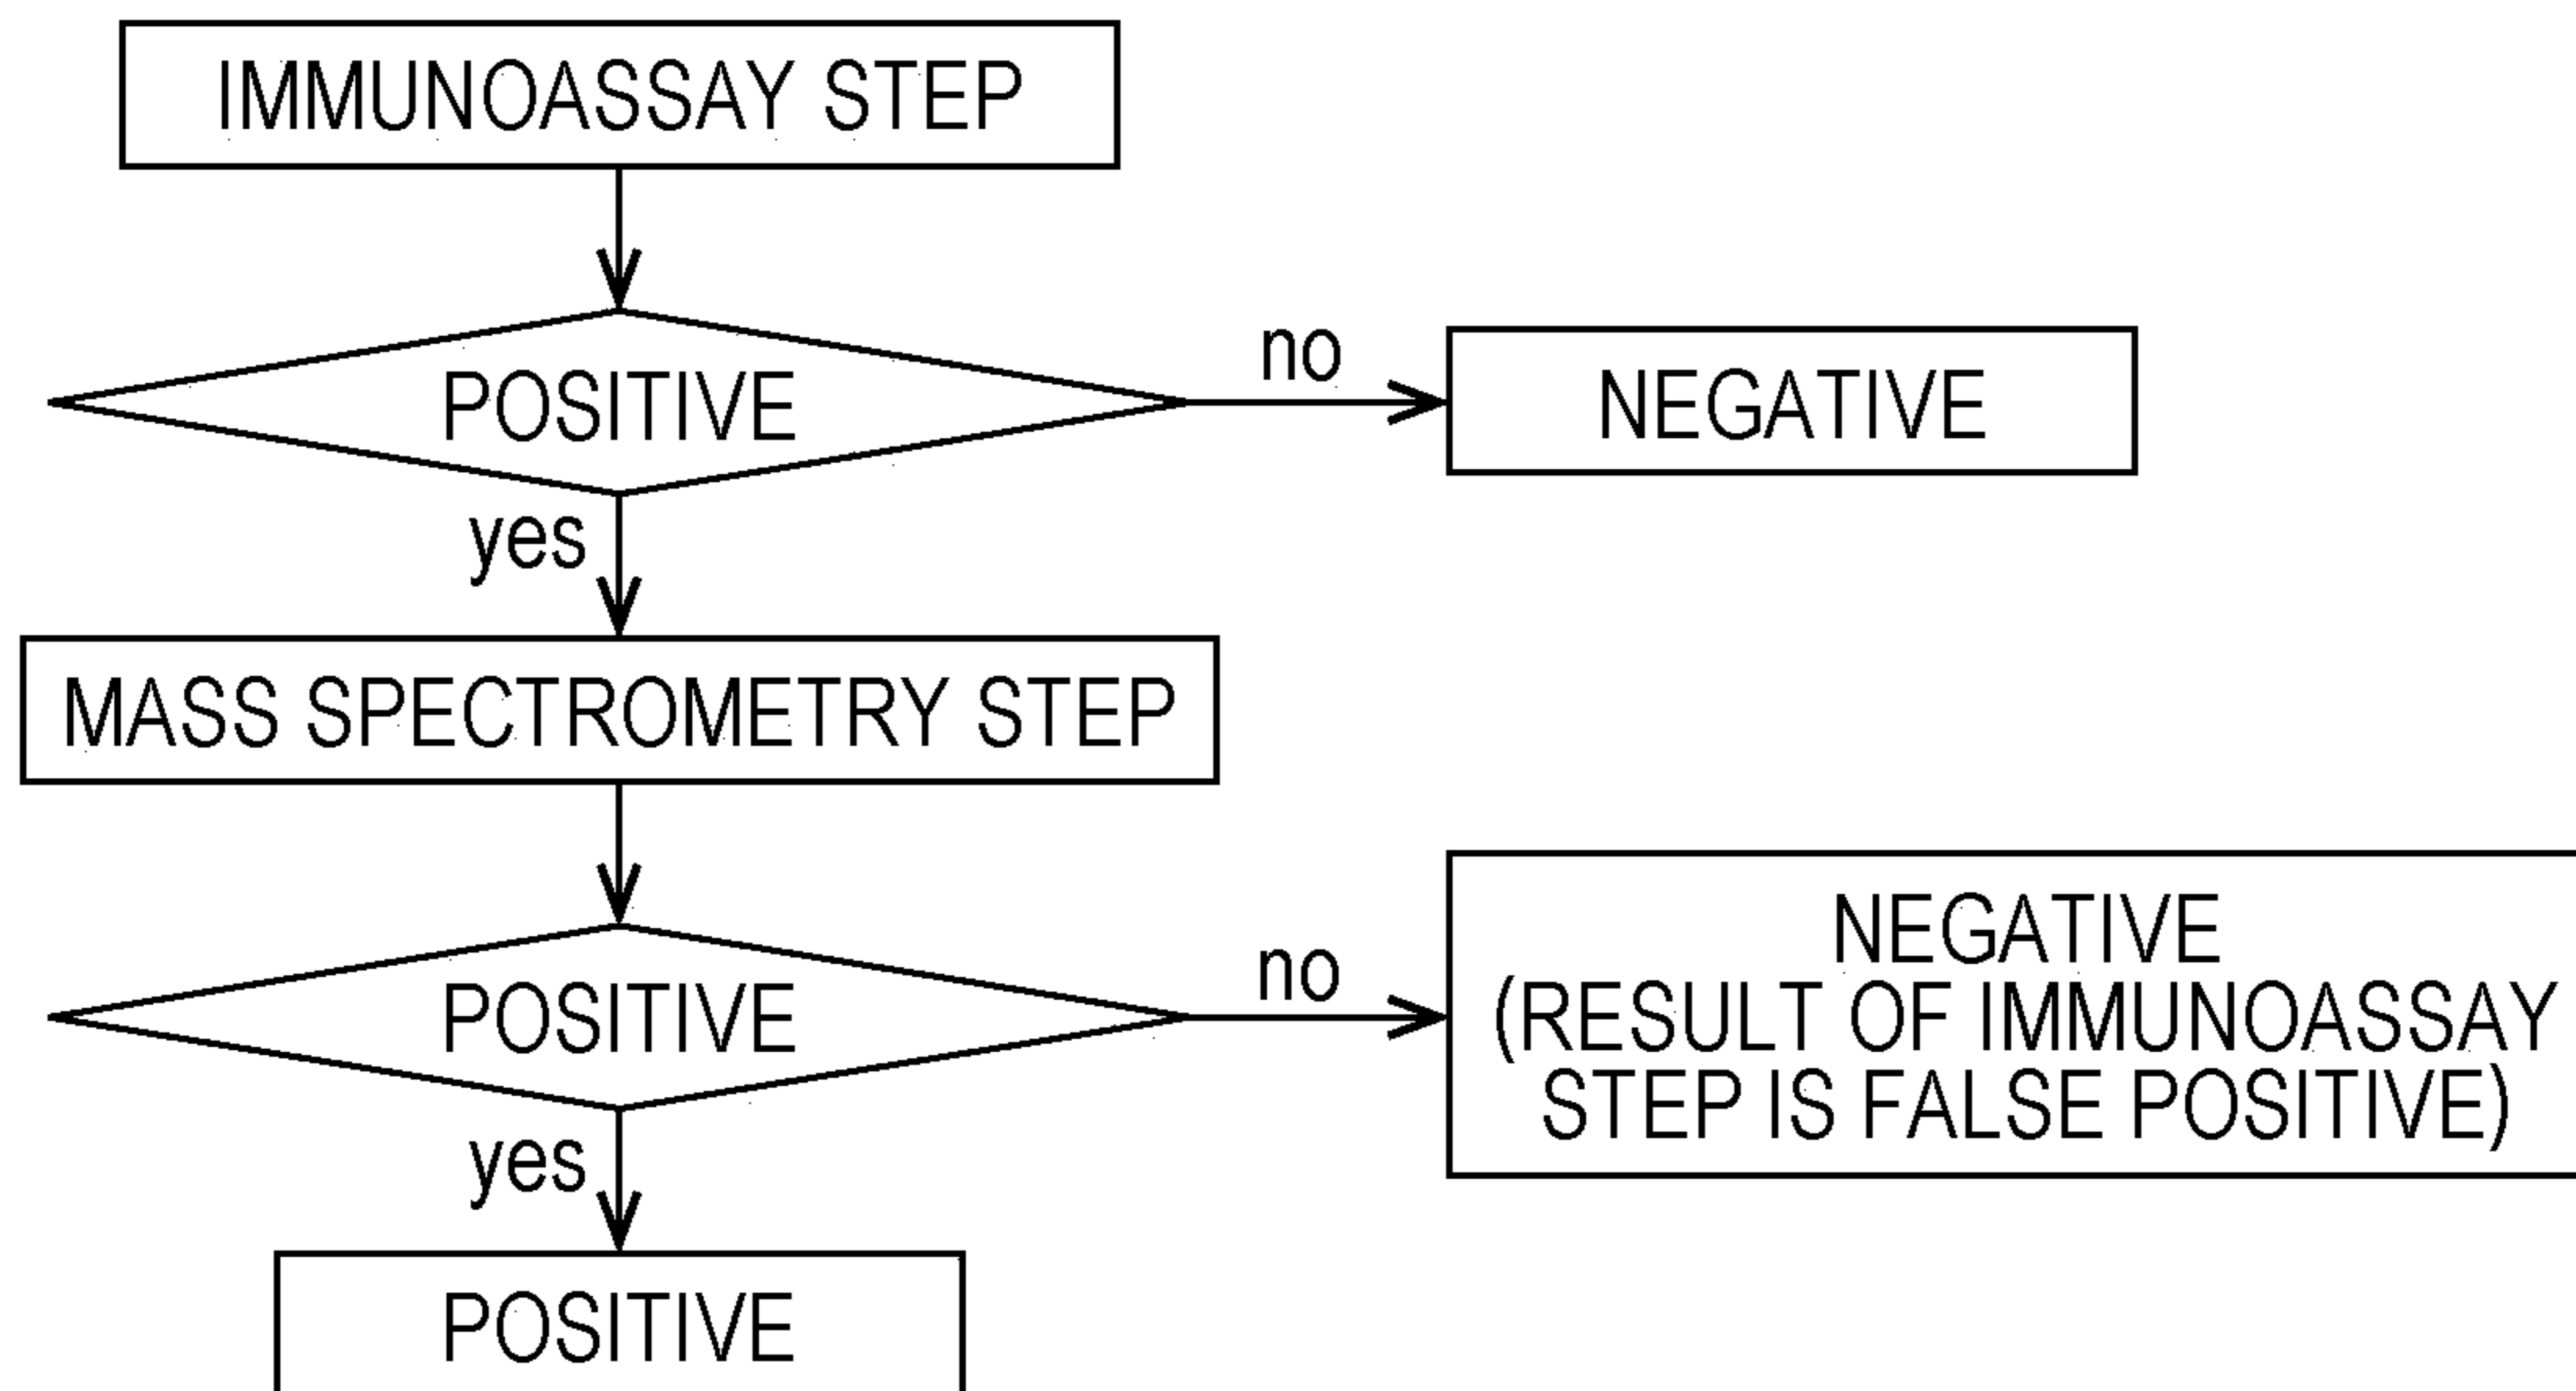 IMMUNOASSAY STEP
POSITIVE
no
NEGATIVE
yes
MASS SPECTROMETRY STEP
POSITIVE
no
NEGATIVE
(RESULT OF IMMUNOASSAY
STEP IS FALSE POSITIVE)
yes
POSITIVE